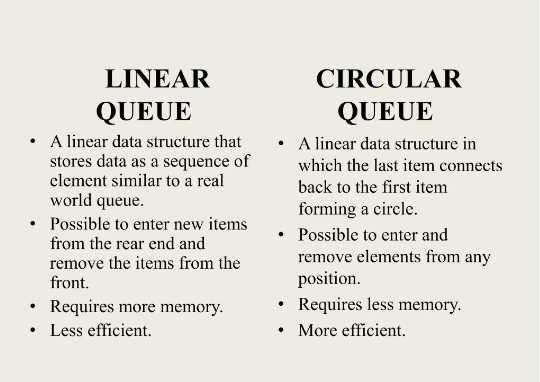 LINEAR
QUEUE
• A linear data structure that
stores data as a sequence of
element similar to a real
world queue.
• Possible to enter new items
from the rear end and
remove the items from the
front.
• Requires more memory.
• Less efficient.
CIRCULAR
QUEUE
• A linear data structure in
which the last item connects
back to the first item
forming a circle.
• Possible to enter and
remove elements from any
position.
• Requires less memory.
• More efficient.